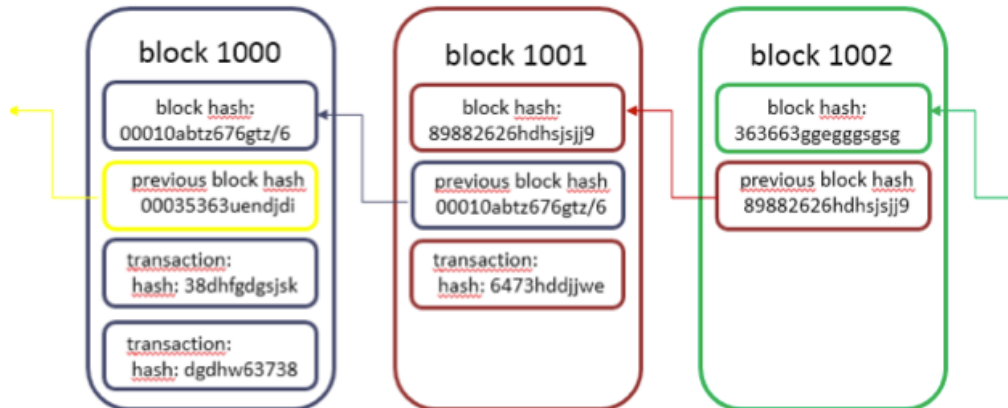 block 1000
block hash:
00010abtz676gtz/6
previous block hash
00035363uendjdi
transaction:
hash: 38dhfgdgsjsk
transaction:
hash: dgdhw63738
block 1001
block hash:
89882626hdhsjsjj9
previous block hash
00010abtz676gtz/6
transaction:
hash: 6473hddjjwe
block 1002
block hash:
363663ggegggsgsg
previous block hash
89882626hdhsjsjj9